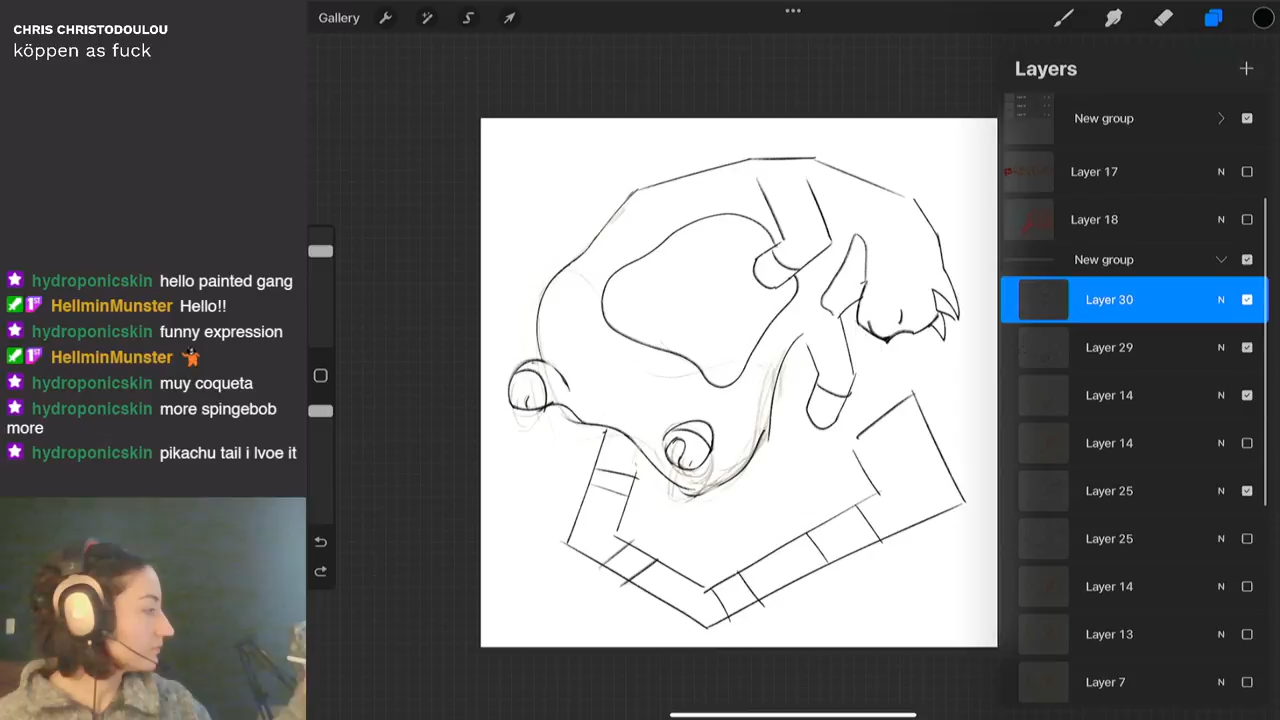 CHRIS CHRISTODOULOU
köppen as fuck
Gallery
Layers
New group
Layer 17 N
Layer 18 N
New group
Layer 30 N
Layer 29 N
Layer 14 N
Layer 14 N
Layer 25 N
Layer 25 N
Layer 14 N
Layer 13 N
Layer 7 N
hydroponicskin hello painted gang
1st HellminMunster Hello!!
hydroponicskin funny expression
1st HellminMunster
hydroponicskin muy coqueta
hydroponicskin more spingebob
more
hydroponicskin pikachu tail i lvoe it